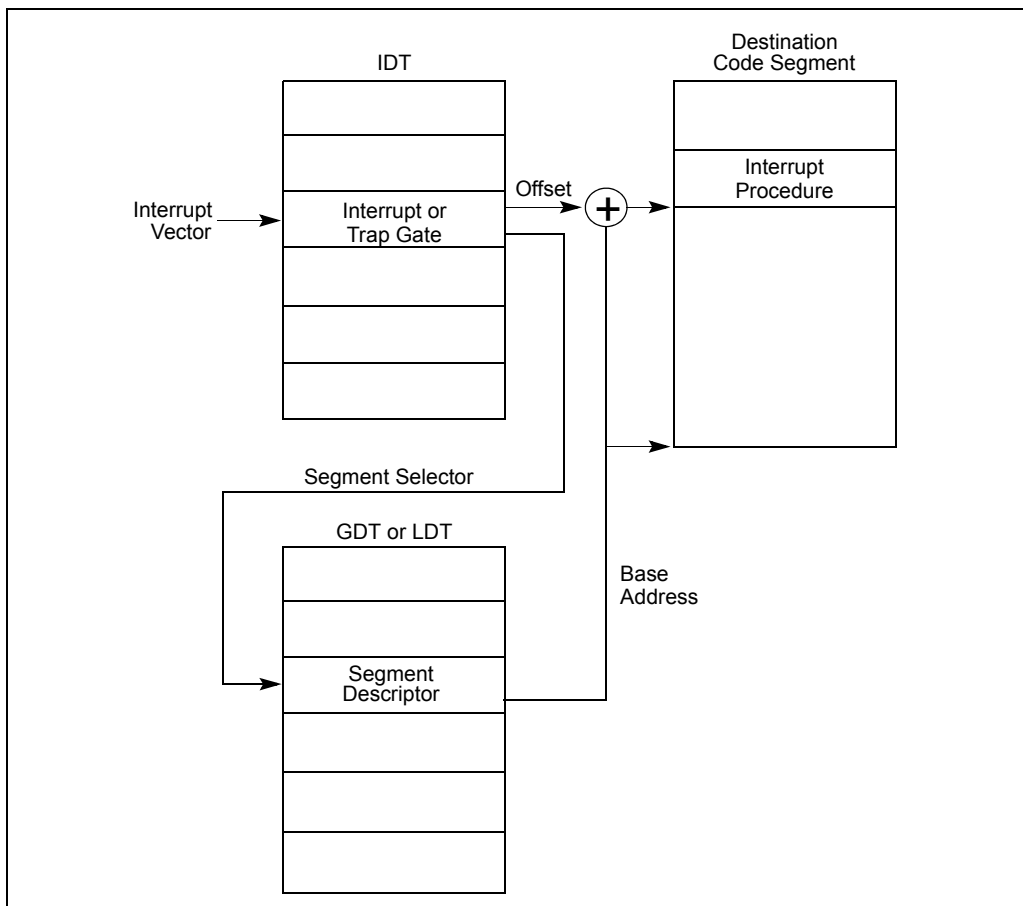 IDT
Destination
Code Segment
Interrupt
Vector
Interrupt or
Trap Gate
Offset
+
Interrupt
Procedure
Segment Selector
GDT or LDT
Base
Address
Segment
Descriptor